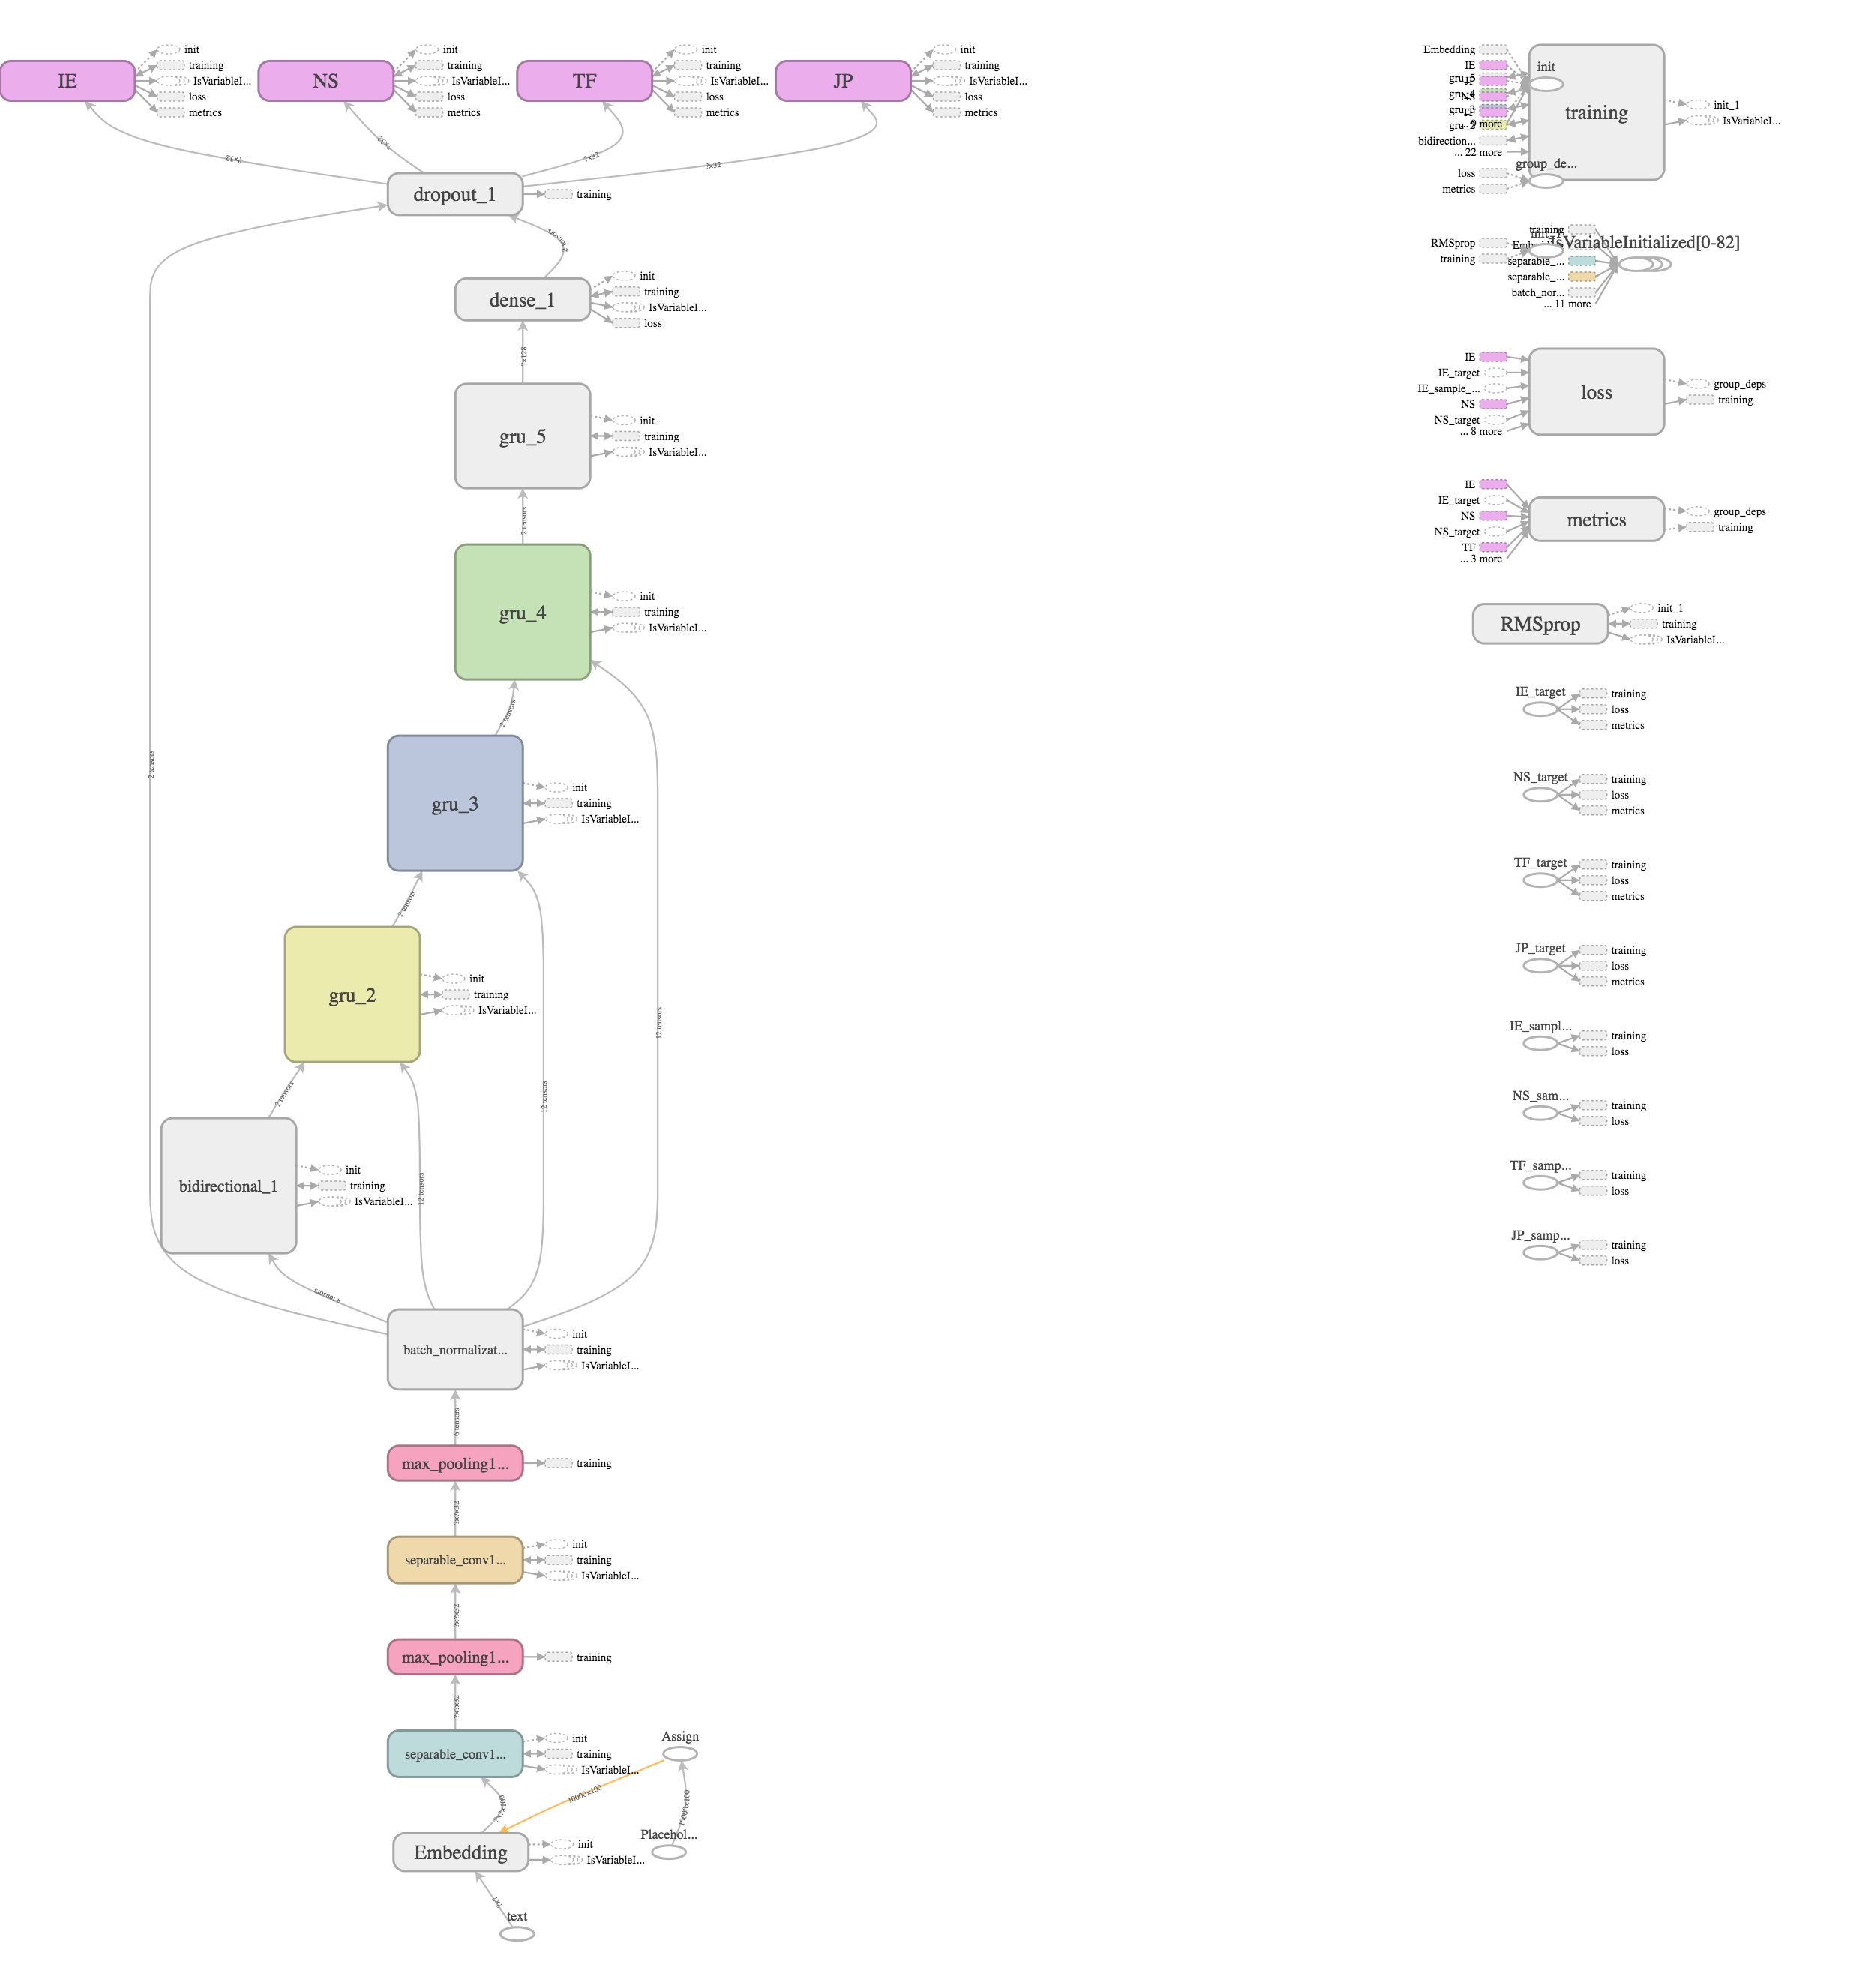 IE
init
training
IsVariableI...
loss
metrics
NS
init
training
IsVariableI...
loss
metrics
TF
init
training
IsVariableI...
loss
metrics
JP
init
training
IsVariableI...
loss
metrics
?x32
?x32
?x32
?x32
dropout_1
training
2 tensors
dense_1
init
training
IsVariableI...
loss
?x128
gru_5
init
training
IsVariableI...
2 tensors
gru_4
init
training
IsVariableI...
2 tensors
2 tensors
gru_3
init
training
IsVariableI...
2 tensors
gru_2
init
training
IsVariableI...
12 tensors
12 tensors
12 tensors
2 tensors
bidirectional_1
init
training
IsVariableI...
4 tensors
batch_normalizat...
init
training
IsVariableI...
6 tensors
max_pooling1...
training
?x?x32
separable_conv1...
init
training
IsVariableI...
?x?x32
max_pooling1...
training
?x?x32
separable_conv1...
init
training
IsVariableI...
Assign
10000x100
?x?x100
10000x100
Placehol...
Embedding
init
IsVariableI...
?x?
text
Embedding
IE
JP
NS
TF
... 9 more
bidirection...
... 22 more
loss
metrics
init
training
group_de...
init_1
IsVariableI...
RMSprop
training
training
IsVariableInitialized[0-82]
separable_...
separable_...
batch_nor...
... 11 more
IE
IE_target
IE_sample_...
NS
NS_target
... 8 more
loss
group_deps
training
IE
IE_target
NS
NS_target
TF
... 3 more
metrics
group_deps
training
RMSprop
init_1
training
IsVariableI...
IE_target
training
loss
metrics
NS_target
training
loss
metrics
TF_target
training
loss
metrics
JP_target
training
loss
metrics
IE_sampl...
training
loss
NS_sam...
training
loss
TF_samp...
training
loss
JP_samp...
training
loss